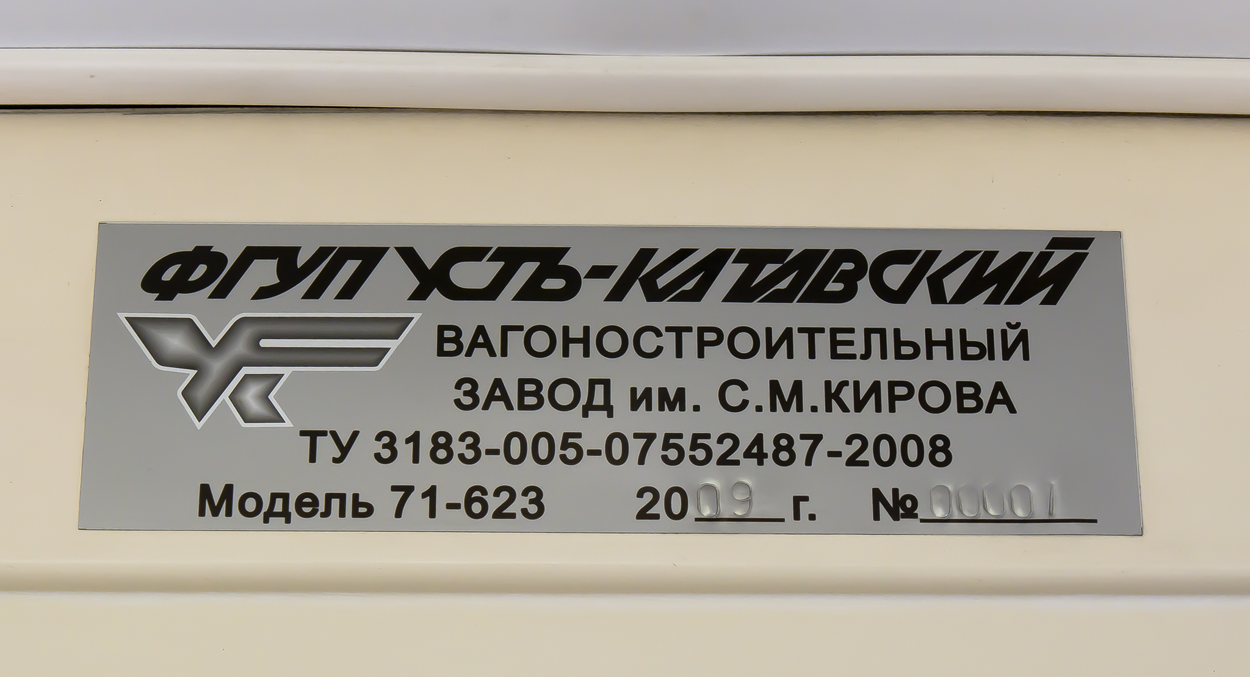 ФГУП УСТЬ-КАТАВСКИЙ
ВАГОНОСТРОИТЕЛЬНЫЙ
ЗАВОД им. С.М.КИРОВА
ТУ 3183-005-07552487-2008
Модель 71-623 2009 г. №00001